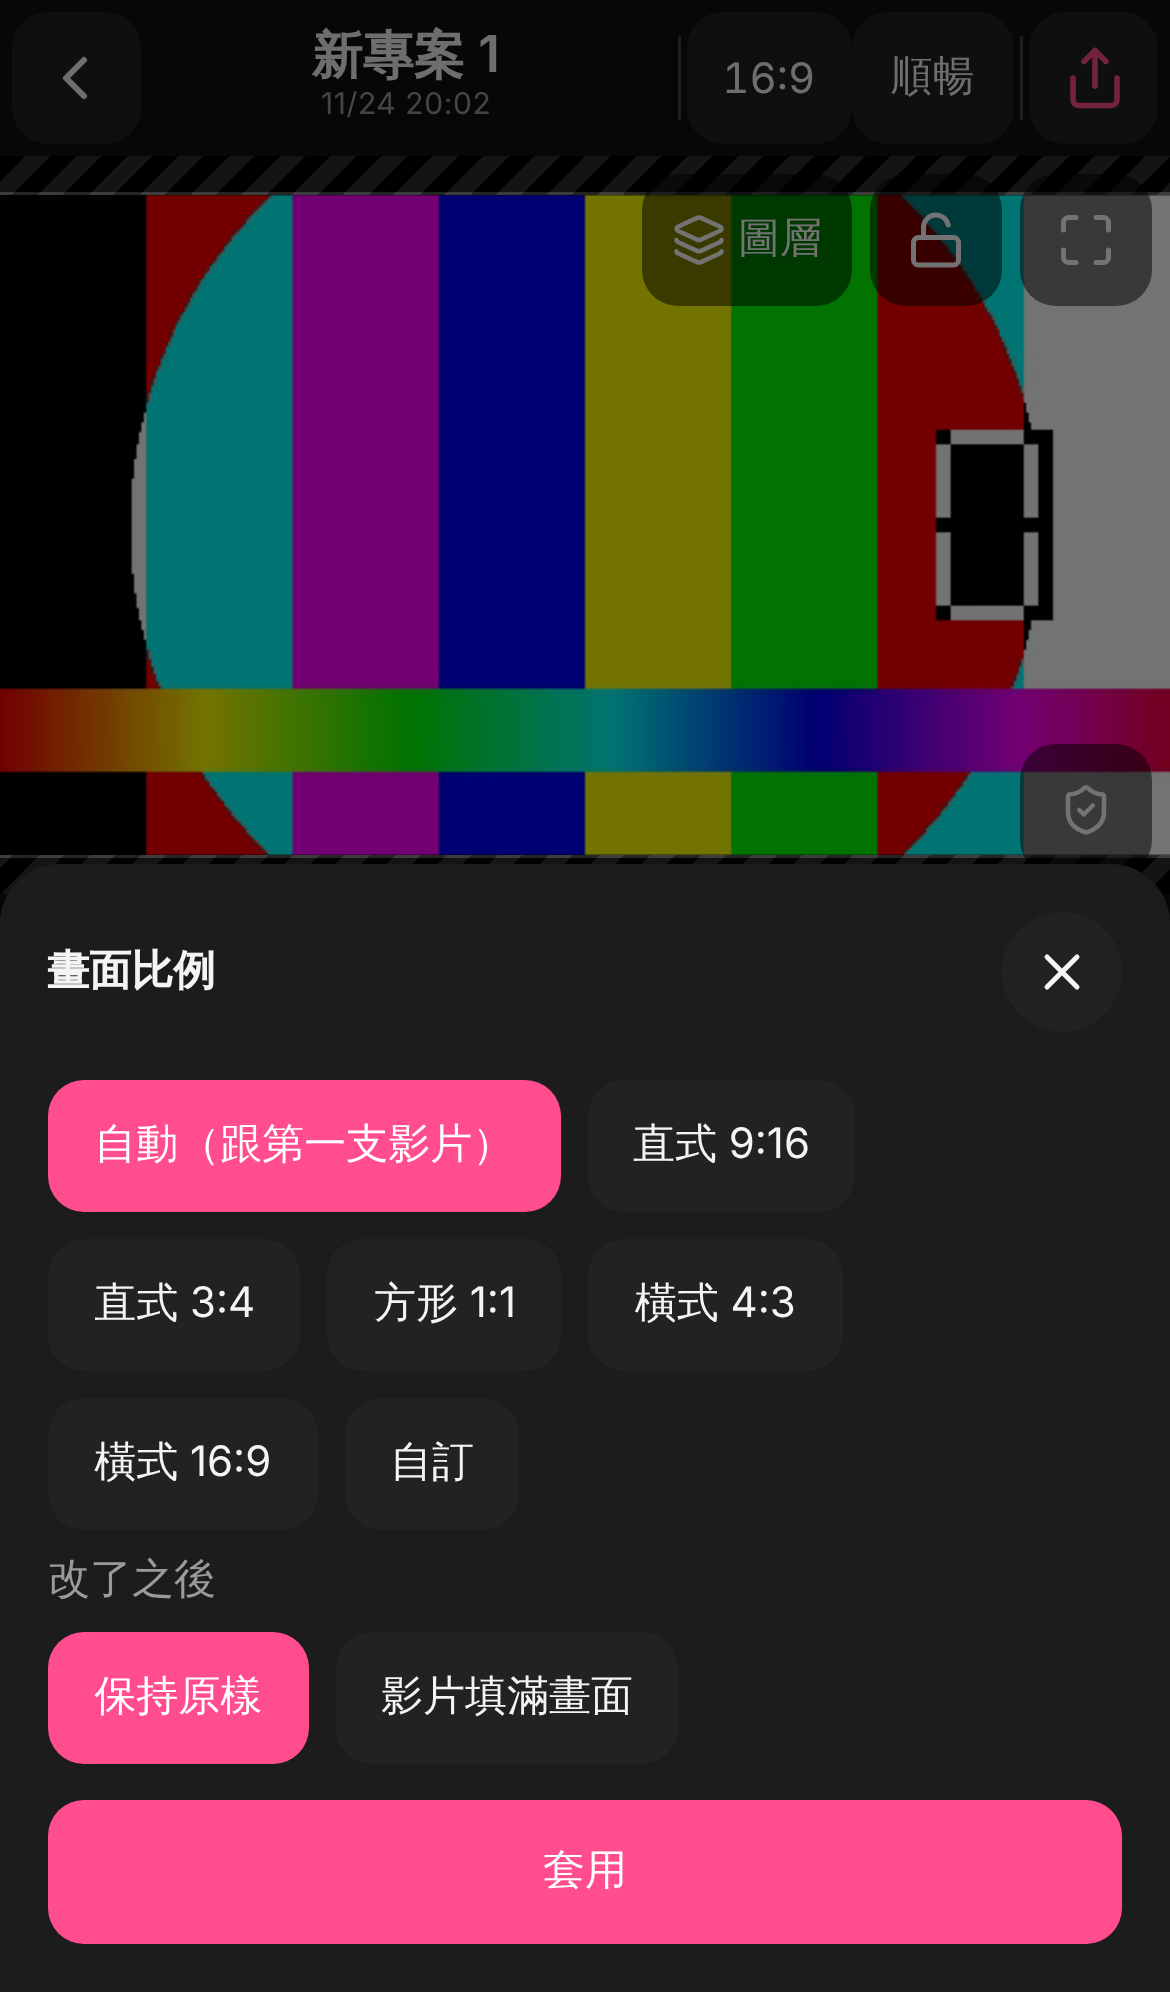 新專案 1
11/24 20:02
16:9
順暢
圖層
畫面比例
自動（跟第一支影片）
直式 9:16
直式 3:4
方形 1:1
橫式 4:3
橫式 16:9
自訂
改了之後
保持原樣
影片填滿畫面
套用